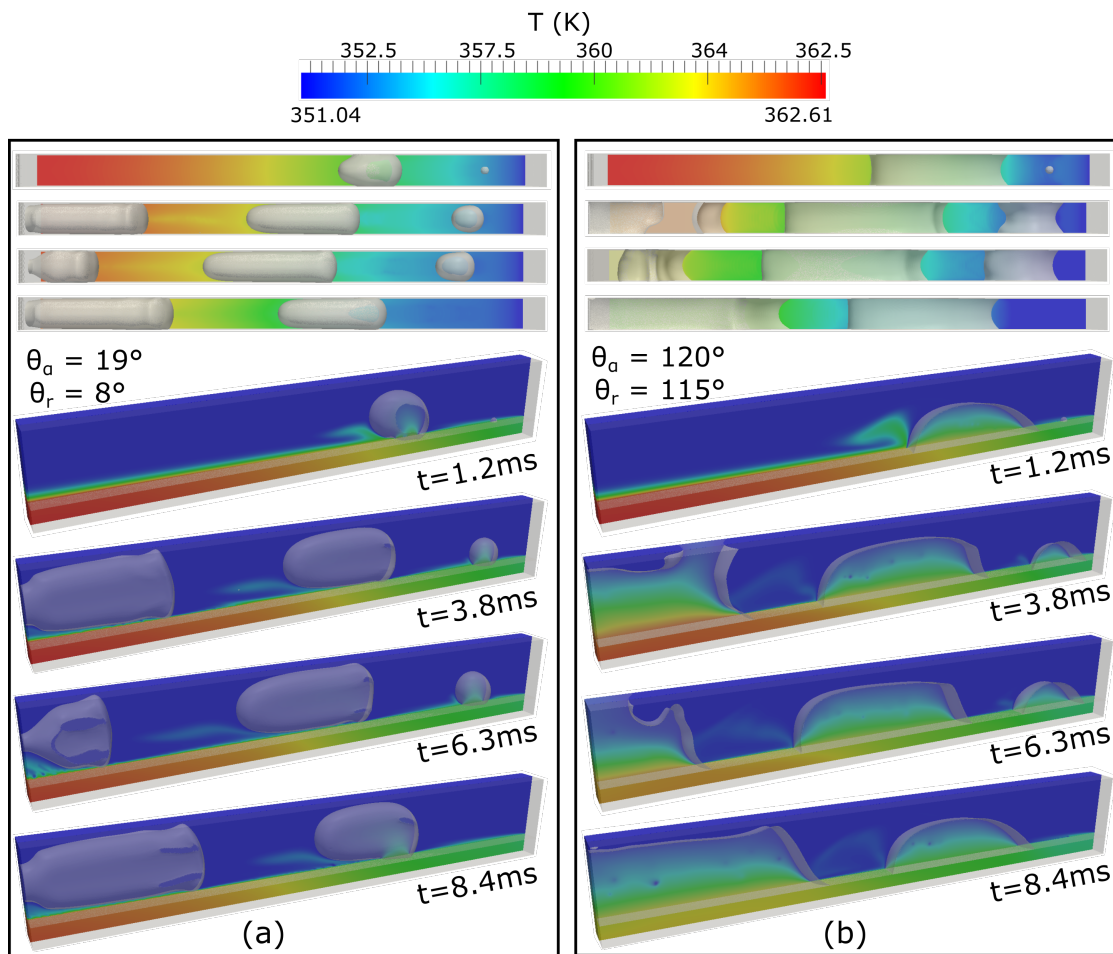 T (K)
352.5 357.5 360 364 362.5
351.04 362.61
θa = 19°
θr = 8°
t=1.2ms
t=3.8ms
t=6.3ms
t=8.4ms
(a)
θa = 120°
θr = 115°
t=1.2ms
t=3.8ms
t=6.3ms
t=8.4ms
(b)